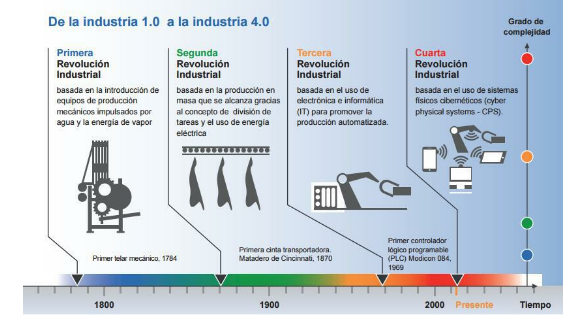 De la industria 1.0 a la industria 4.0
Grado de
complejidad
Primera
Revolución
Industrial
basada en la introducción de
equipos de producción
mecánicos impulsados por
agua y la energía de vapor
Segunda
Revolución
Industrial
basada en la producción en
masa que se alcanza gracias
al concepto de división de
tareas y el uso de energía
eléctrica
Tercera
Revolución
Industrial
basada en el uso de
electrónica e informática
(IT) para promover la
producción automatizada.
Cuarta
Revolución
Industrial
basada en el uso de sistemas
físicos cibernéticos (cyber
physical systems - CPS)
Primer telar mecánico. 1784
Primera cinta transportadora.
Matadero de Cincinnati, 1870
Primer controlador
lógico programable
(PLC) Modicon 084,
1969
1800
1900
2000
Presente
Tiempo